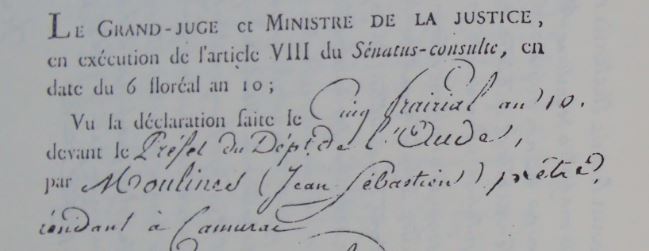 LE GRAND-JUGE et MINISTRE DE LA JUSTICE,
en exécution de l'article VIII du Sénatus-consulte, en
date du 6 floréal an 10;
Vu la déclaration faite le Cinq prairial an 10.
devant le Préfet du Dépt. de l'Aude,
par Moulines (Jean Sébastien) prêtre,
résidant à Camurac